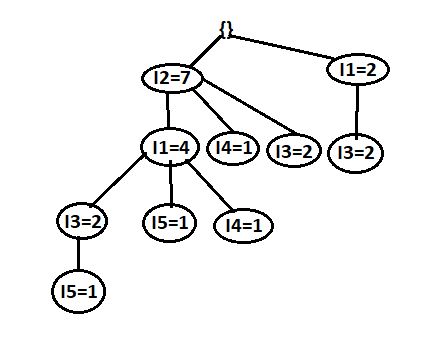 {}
I2=7
I1=2
I1=4
I4=1
I3=2
I3=2
I3=2
I5=1
I4=1
I5=1